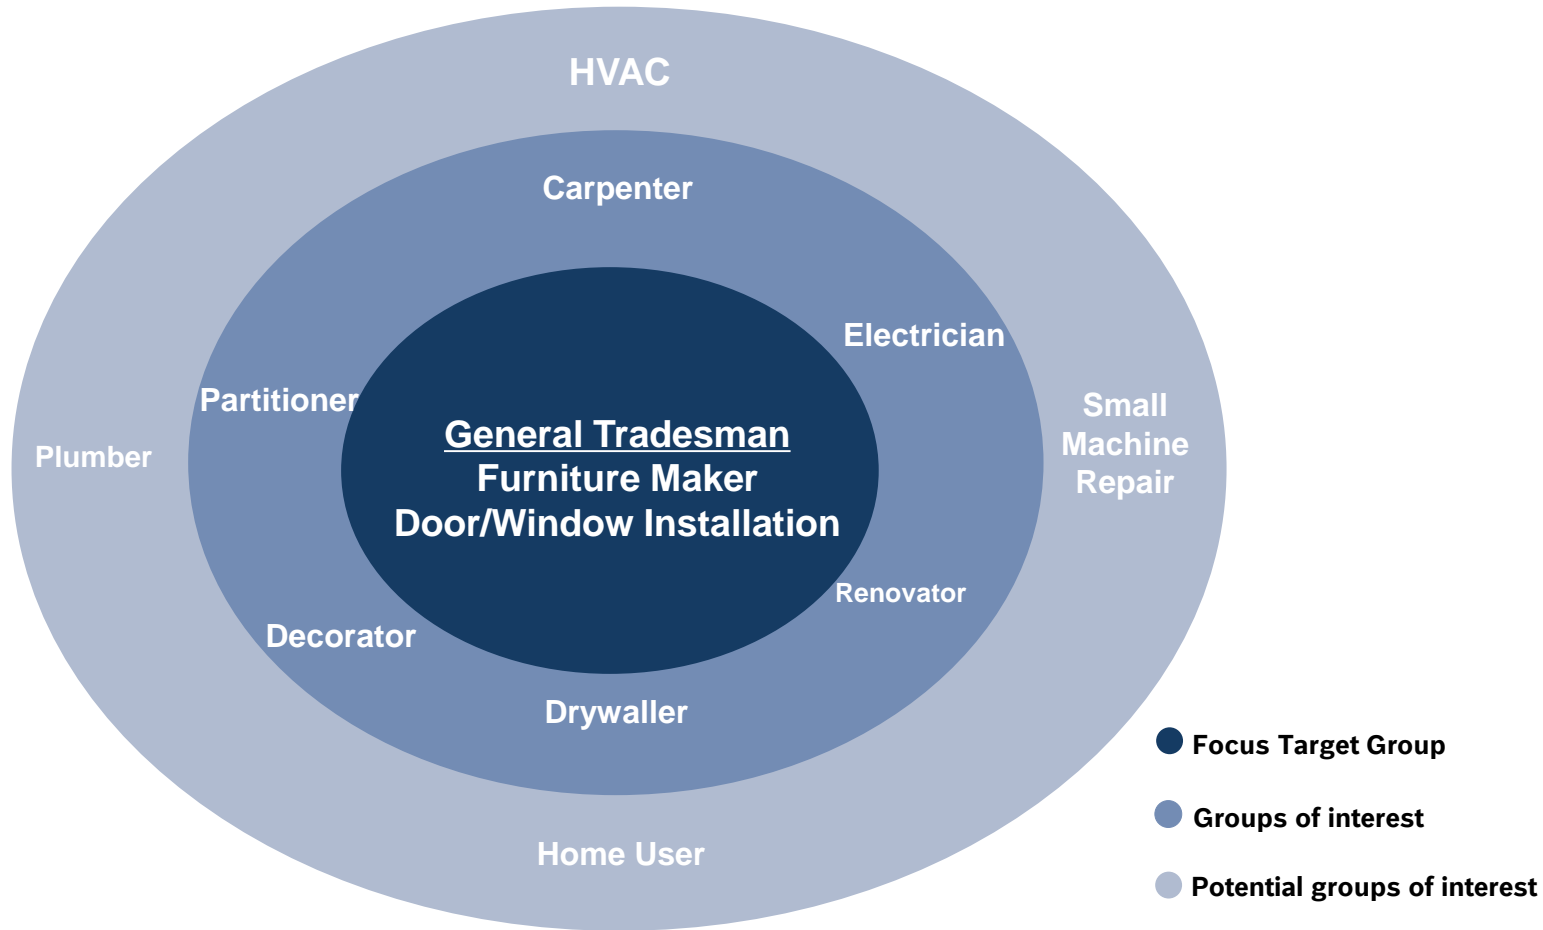 HVAC
Carpenter
Electrician
Partitioner
Small
Machine
Repair
Plumber
General Tradesman
Furniture Maker
Door/Window Installation
Renovator
Decorator
Drywaller
Home User
Focus Target Group
Groups of interest
Potential groups of interest